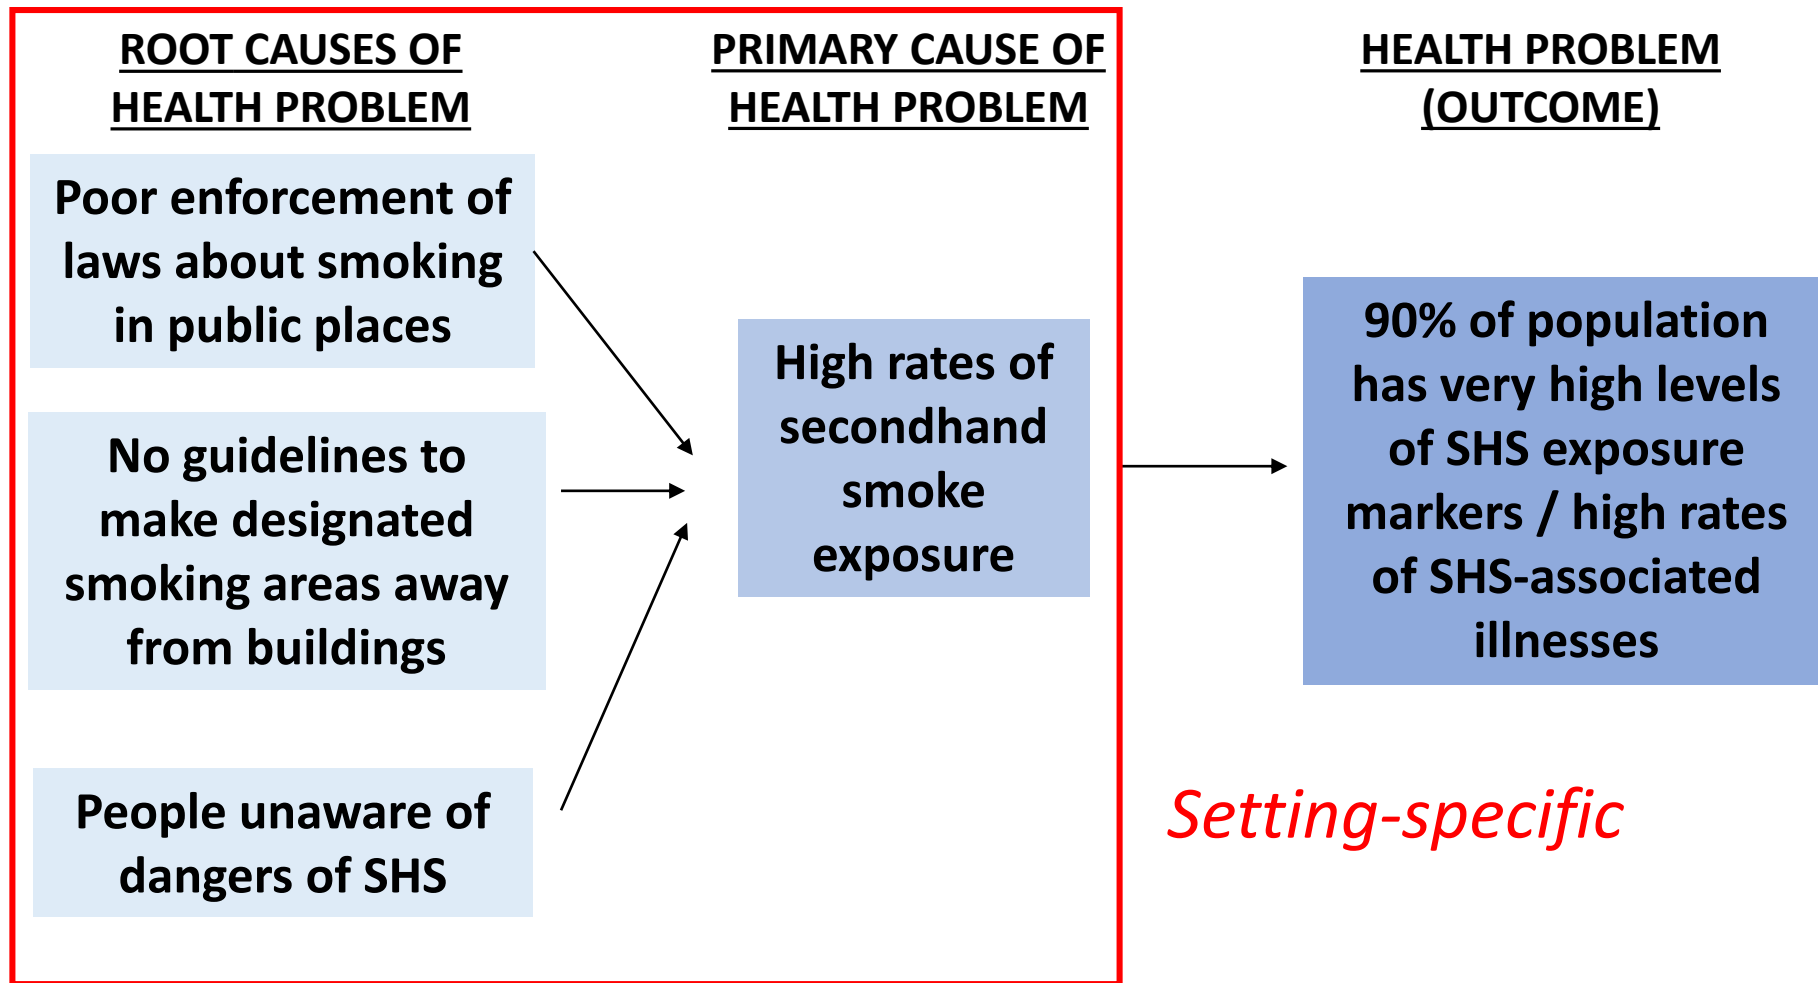 ROOT CAUSES OF
HEALTH PROBLEM
Poor enforcement of
laws about smoking
in public places
No guidelines to
make designated
smoking areas away
from buildings
People unaware of
dangers of SHS
PRIMARY CAUSE OF
HEALTH PROBLEM
High rates of
secondhand
smoke
exposure
HEALTH PROBLEM
(OUTCOME)
90% of population
has very high levels
of SHS exposure
markers / high rates
of SHS-associated
illnesses
Setting-specific